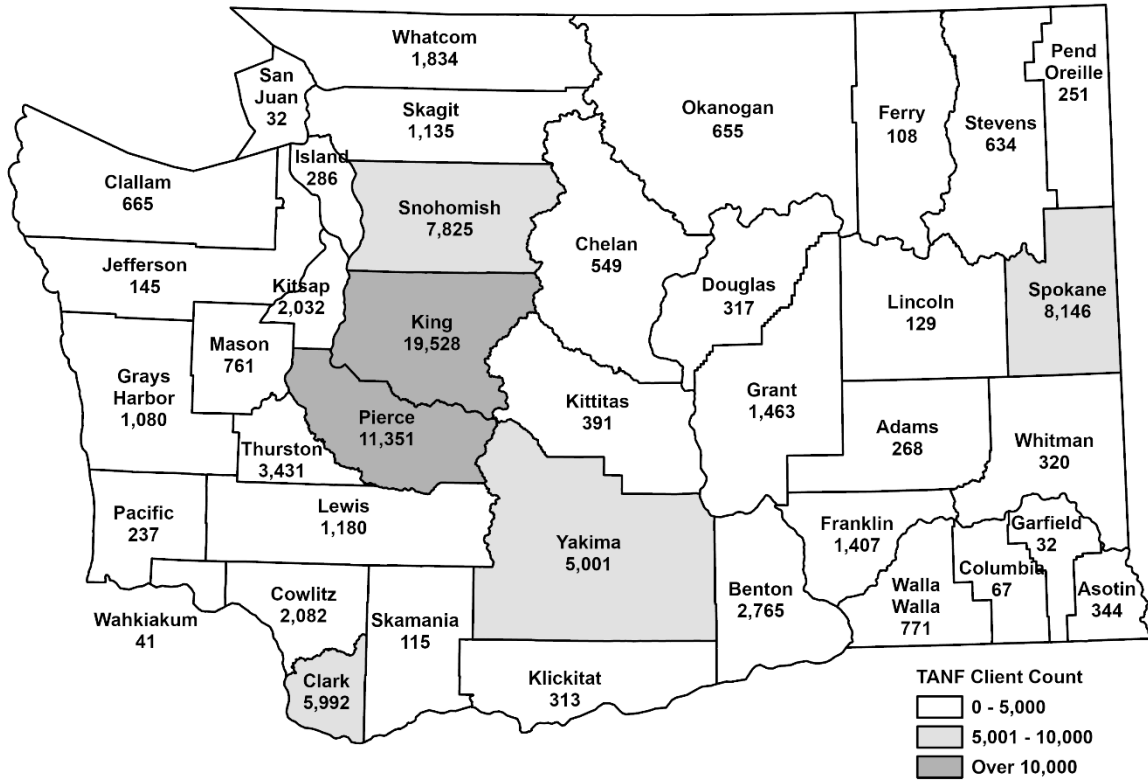 Whatcom
1,834
San
Juan
32
Skagit
1,135
Island
286
Okanogan
655
Ferry
108
Stevens
634
Pend
Oreille
251
Clallam
665
Snohomish
7,825
Chelan
549
Jefferson
145
Kitsap
2,032
Douglas
317
Lincoln
129
Spokane
8,146
King
19,528
Mason
761
Grays
Harbor
1,080
Pierce
11,351
Kittitas
391
Grant
1,463
Adams
268
Whitman
320
Thurston
3,431
Pacific
237
Lewis
1,180
Yakima
5,001
Franklin
1,407
Garfield
32
Columbia
67
Benton
2,765
Walla
Walla
771
Asotin
344
Wahkiakum
41
Cowlitz
2,082
Skamania
115
Clark
5,992
Klickitat
313
TANF Client Count
0 - 5,000
5,001 - 10,000
Over 10,000